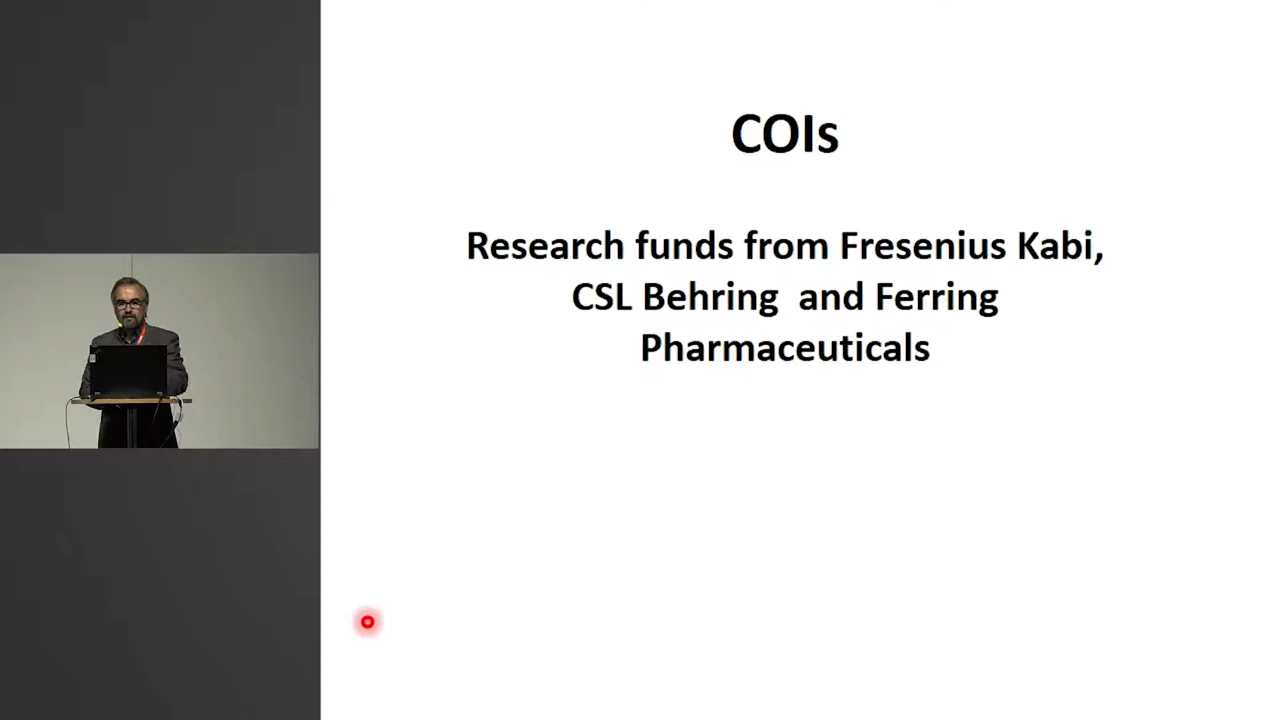 COIs
Research funds from Fresenius Kabi,
CSL Behring  and Ferring
Pharmaceuticals